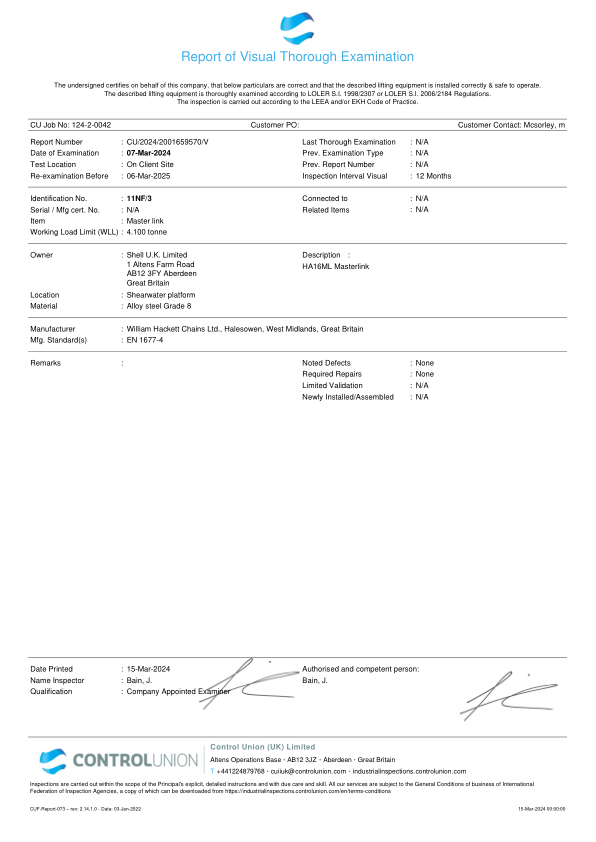 Report of Visual Thorough Examination
The undersigned certifies on behalf of this company, that below particulars are correct and that the described lifting equipment is installed correctly & safe to operate.
The described lifting equipment is thoroughly examined according to LOLER S.I. 1998/2307 or LOLER S.I. 2006/2184 Regulations.
The inspection is carried out according to the LEEA and/or EKH Code of Practice.
CU Job No: 124-2-0042 Customer PO: Customer Contact: Mcsorley, m
Report Number : CU/2024/2001659570/V Last Thorough Examination : N/A
Date of Examination : 07-Mar-2024 Prev. Examination Type : N/A
Test Location : On Client Site Prev. Report Number : N/A
Re-examination Before : 06-Mar-2025 Inspection Interval Visual : 12 Months
Identification No. : 11NF/3 Connected to : N/A
Serial / Mfg cert. No. : N/A Related Items : N/A
Item : Master link
Working Load Limit (WLL) : 4.100 tonne
Owner : Shell U.K. Limited Description :
1 Altens Farm Road HA16ML Masterlink
AB12 3FY Aberdeen
Great Britain
Location : Shearwater platform
Material : Alloy steel Grade 8
Manufacturer : William Hackett Chains Ltd., Halesowen, West Midlands, Great Britain
Mfg. Standard(s) : EN 1677-4
Remarks : Noted Defects : None
Required Repairs : None
Limited Validation : N/A
Newly Installed/Assembled : N/A
Date Printed : 15-Mar-2024 Authorised and competent person:
Name Inspector : Bain, J. Bain, J.
Qualification : Company Appointed Examiner
CONTROLUNION
Control Union (UK) Limited
Altens Operations Base · AB12 3JZ · Aberdeen · Great Britain
T +441224879768 · cuiiuk@controlunion.com · industrialinspections.controlunion.com
Inspections are carried out within the scope of the Principal's explicit, detailed instructions and with due care and skill. All our services are subject to the General Conditions of business of International
Federation of Inspection Agencies, a copy of which can be downloaded from https://industrialinspections.controlunion.com/en/terms-conditions
CUF-Report-073 – rev: 2.14.1.0 - Date: 03-Jan-2022 15-Mar-2024 00:00:00